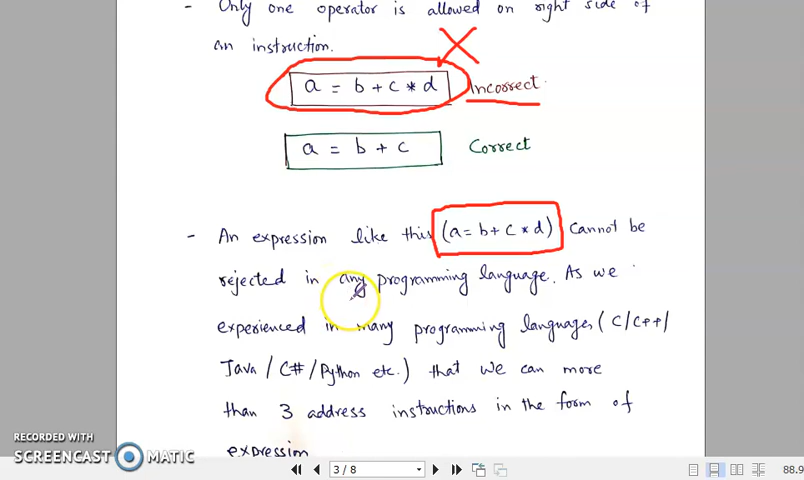 - Only one operator is allowed on right side of
an instruction.
a = b + c * d Incorrect
a = b + c Correct
- An expression like this (a = b + c * d) Cannot be
rejected in any programming language. As we
experienced in many programming languages ( C/C++/
Java / C# / Python etc.) that we can more
than 3 address instructions in the form of
expression
RECORDED WITH
SCREENCAST MATIC
3 / 8
88.9